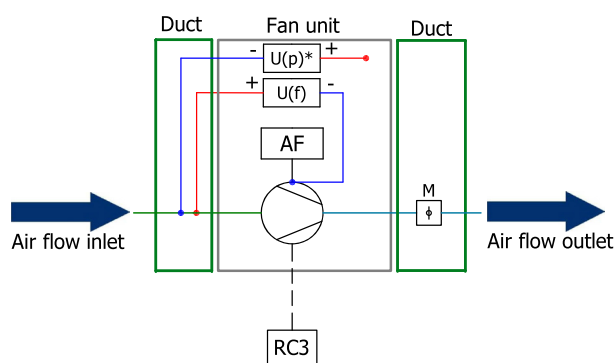 Duct
Fan unit
Duct
- U(p)* +
+ U(f) -
AF
M
ϕ
Air flow inlet
Air flow outlet
RC3